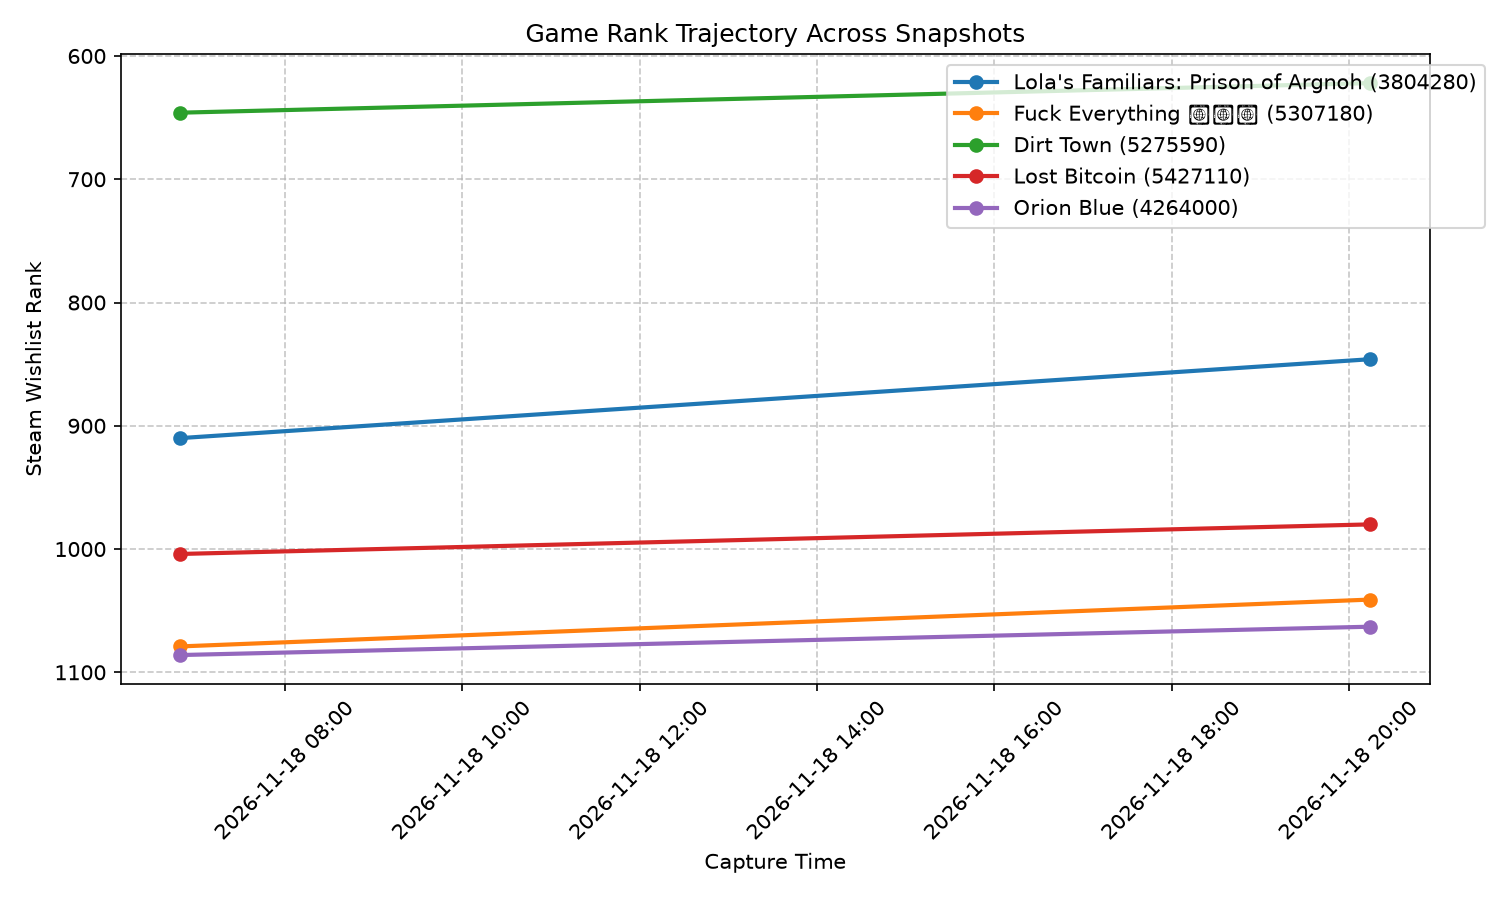 Game Rank Trajectory Across Snapshots
600
700
800
900
1000
1100
Steam Wishlist Rank
Lola's Familiars: Prison of Argnoh (3804280)
Fuck Everything (5307180)
Dirt Town (5275590)
Lost Bitcoin (5427110)
Orion Blue (4264000)
2026-11-18 08:00
2026-11-18 10:00
2026-11-18 12:00
2026-11-18 14:00
2026-11-18 16:00
2026-11-18 18:00
2026-11-18 20:00
Capture Time